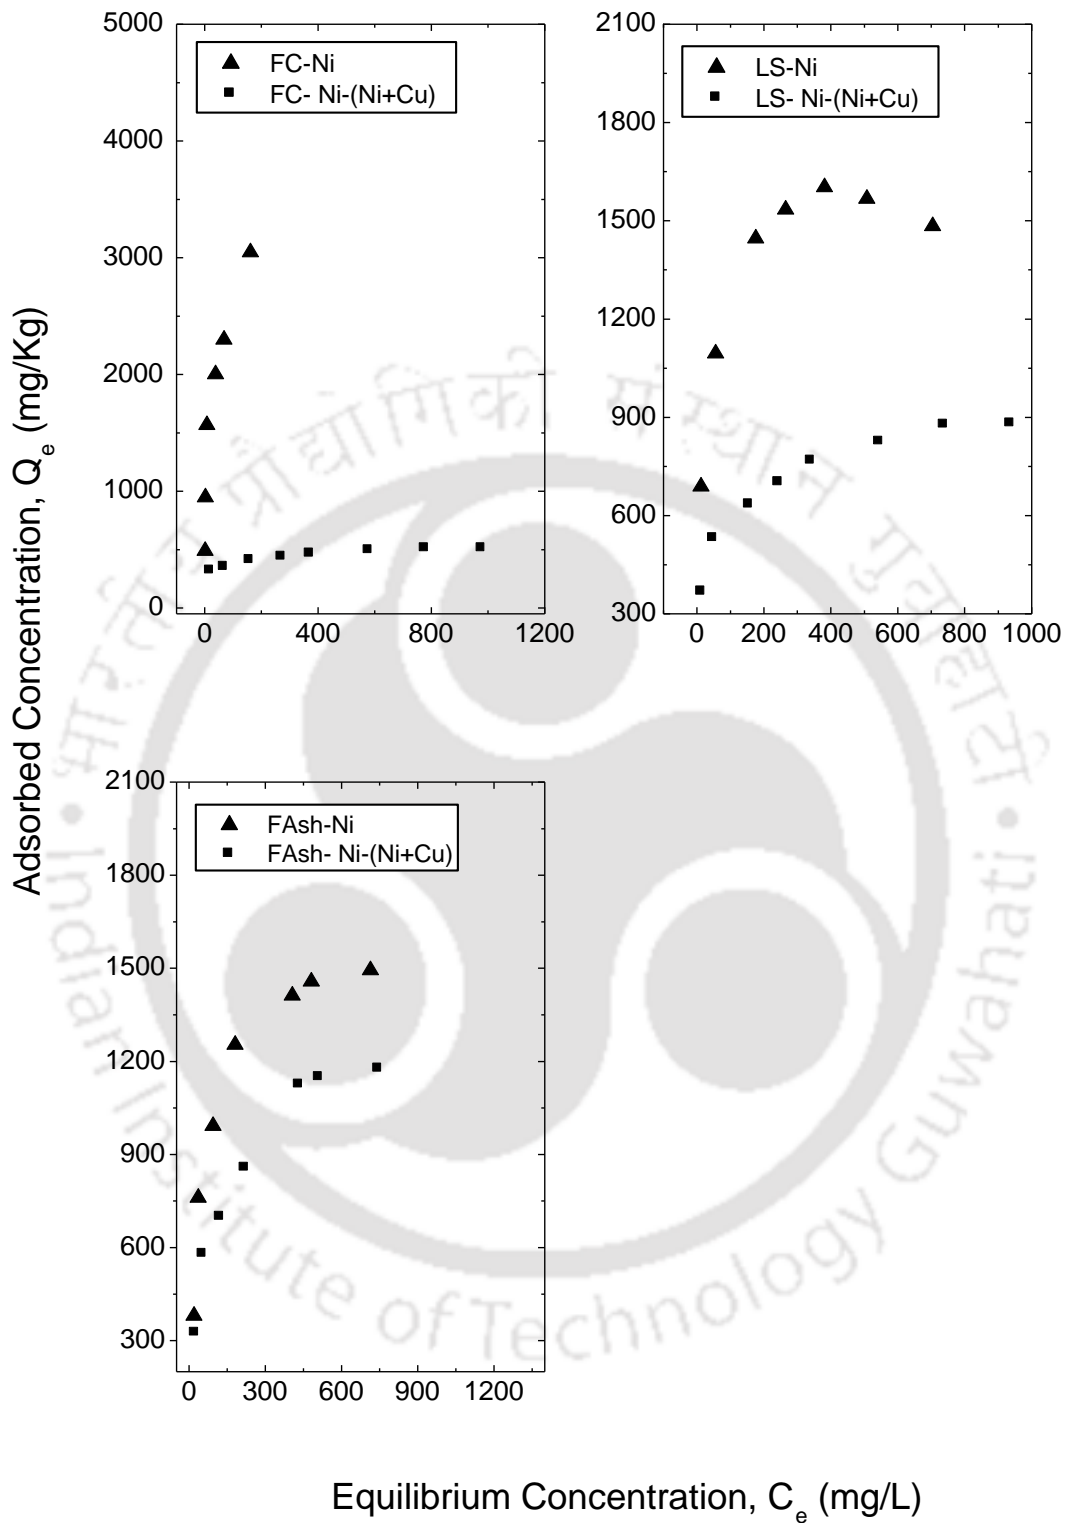 5000
4000
3000
2000
1000
0
FC-Ni
FC- Ni-(Ni+Cu)
0 400 800 1200
2100
1800
1500
1200
900
600
300
LS-Ni
LS- Ni-(Ni+Cu)
0 200 400 600 800 1000
Adsorbed Concentration, Qe (mg/Kg)
2100
1800
1500
1200
900
600
300
FAsh-Ni
FAsh- Ni-(Ni+Cu)
0 300 600 900 1200
Equilibrium Concentration, Ce (mg/L)
भारतीय प्रौद्योगिकी संस्थान गुवाहाटी
Indian Institute of Technology Guwahati